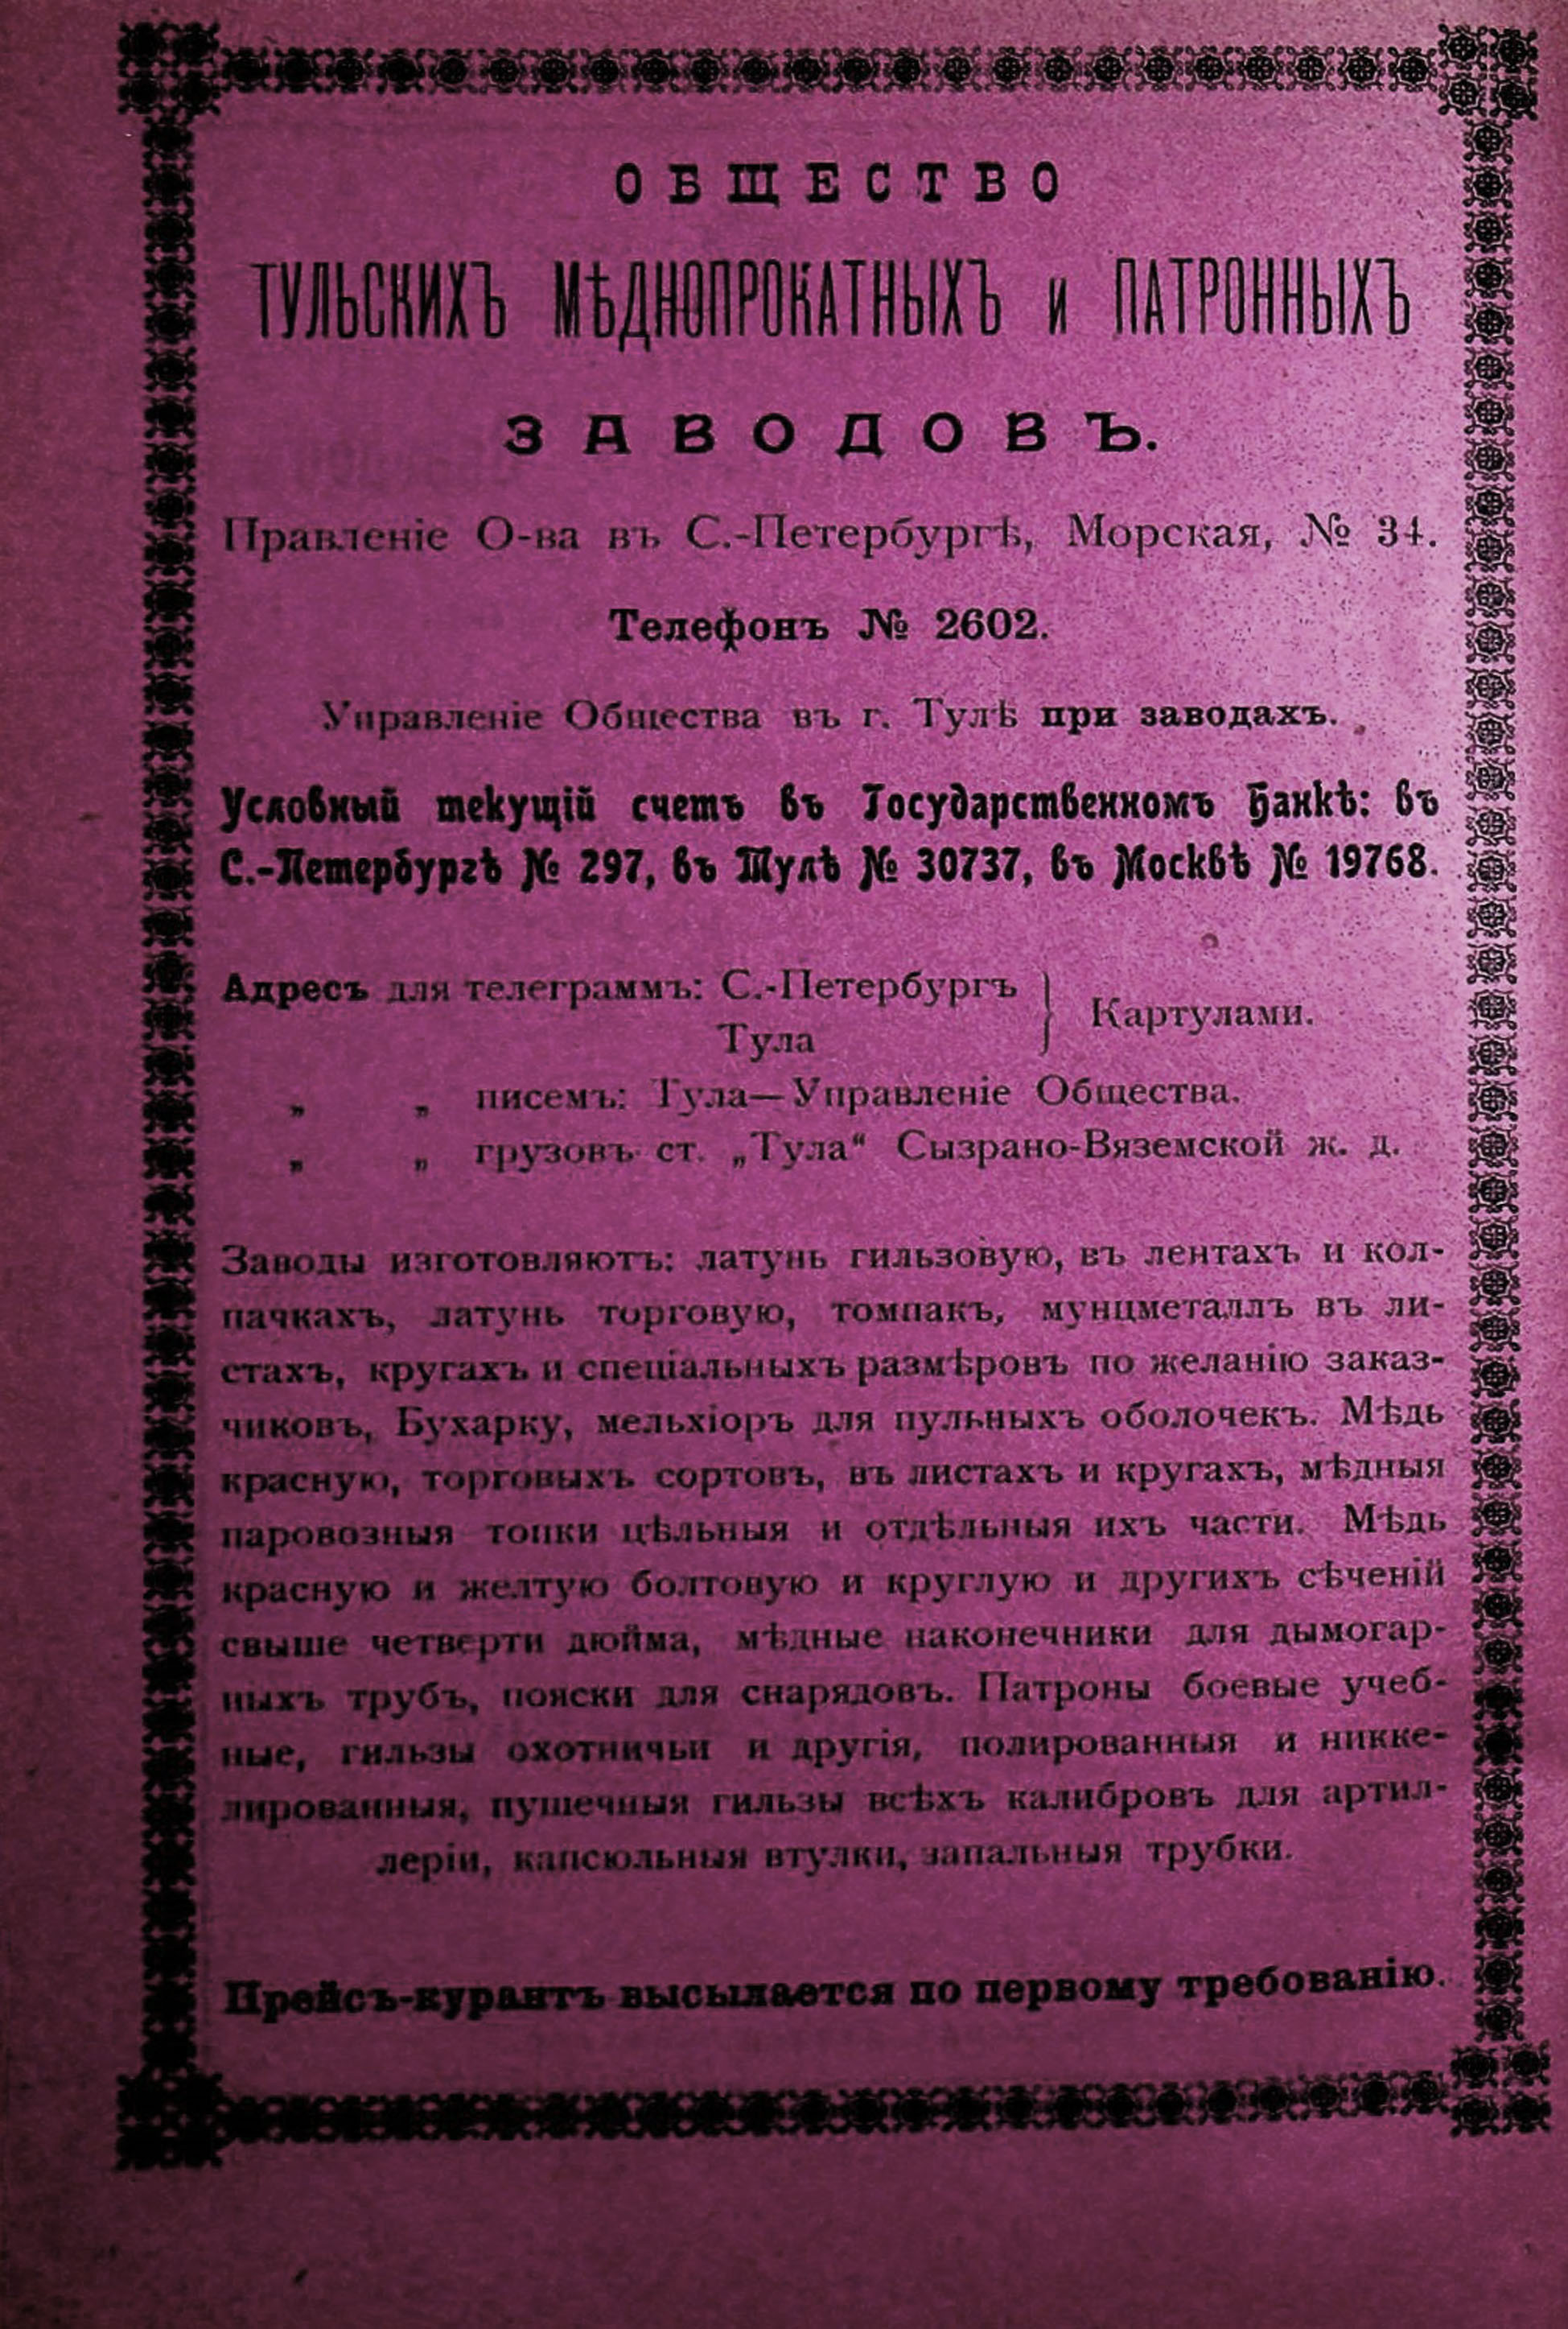 ОБЩЕСТВО
ТУЛЬСКИХЪ МѢДНОПРОКАТНЫХЪ и ПАТРОННЫХЪ
ЗАВОДОВЪ.
Правленіе О-ва въ С.-Петербургѣ, Морская, № 34.
Телефонъ № 2602.
Управленіе Общества въ г. Тулѣ при заводахъ.
Условный текущій счетъ въ Государственномъ Банкѣ: въ
С.-Петербургѣ № 297, въ Тулѣ № 30737, въ Москвѣ № 19768.
Адресъ для телеграммъ: С.-Петербургъ } Картулами.
Тула
„ „ писемъ: Тула—Управленіе Общества.
„ „ грузовъ ст. „Тула“ Сызрано-Вяземской ж. д.
Заводы изготовляютъ: латунь гильзовую, въ лентахъ и кол-
пачкахъ, латунь торговую, томпакъ, мунцметаллъ въ ли-
стахъ, кругахъ и спеціальныхъ размѣровъ по желанію заказ-
чиковъ, Бухарку, мельхіоръ для пульныхъ оболочекъ. Мѣдь
красную, торговыхъ сортовъ, въ листахъ и кругахъ, мѣдныя
паровозныя топки цѣльныя и отдѣльныя ихъ части. Мѣдь
красную и желтую болтовую и круглую и другихъ сѣченій
свыше четверти дюйма, мѣдные наконечники для дымогар-
ныхъ трубъ, пояски для снарядовъ. Патроны боевые учеб-
ные, гильзы охотничьи и другія, полированныя и никке-
лированныя, пушечныя гильзы всѣхъ калибровъ для артил-
леріи, капсюльныя втулки, запальныя трубки.
Прейсъ-курантъ высылается по первому требованію.